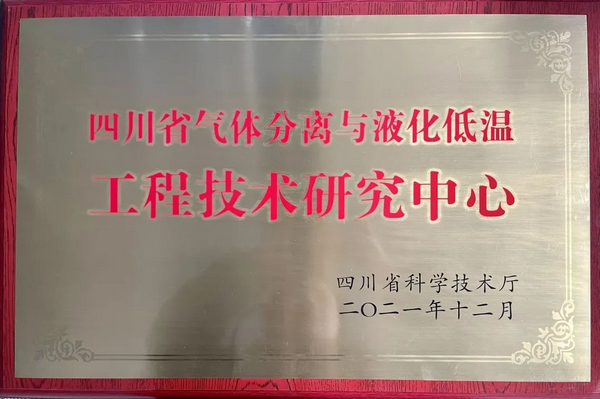 四川省气体分离与液化低温
工程技术研究中心
四川省科学技术厅
二〇二一年十二月